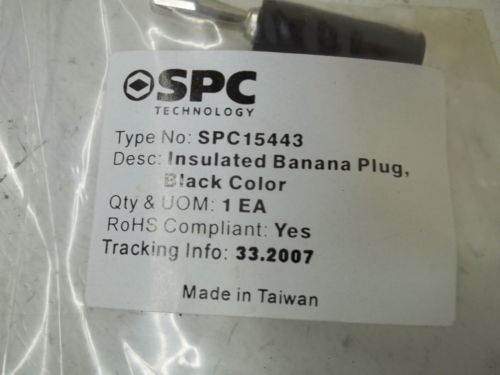 SPC
TECHNOLOGY
Type No: SPC15443
Desc: Insulated Banana Plug,
Black Color
Qty & UOM: 1 EA
RoHS Compliant: Yes
Tracking Info: 33.2007
Made in Taiwan